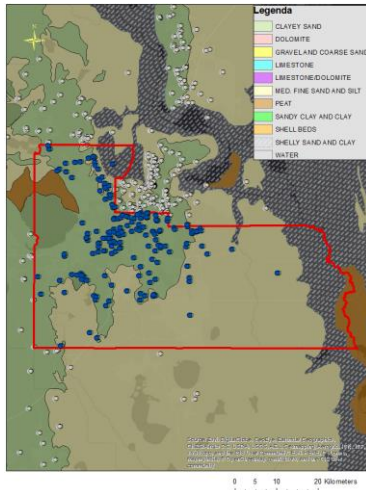 Legenda
CLAYEY SAND
DOLOMITE
GRAVEL AND COARSE SAND
LIMESTONE
LIMESTONE/DOLOMITE
MED. FINE SAND AND SILT
PEAT
SANDY CLAY AND CLAY
SHELL BEDS
SHELLY SAND AND CLAY
WATER
0 5 10 20 Kilometers